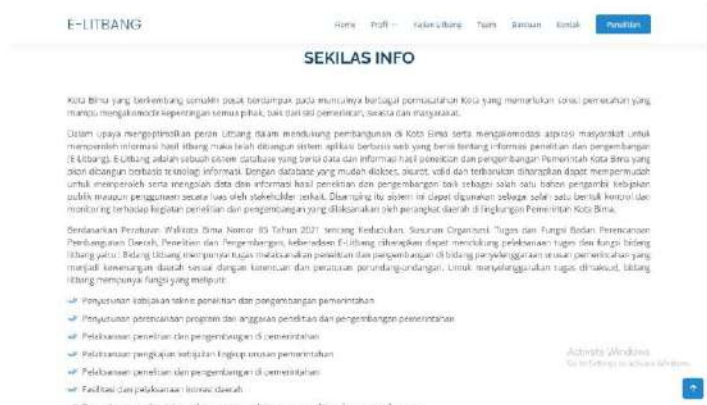 E-LITBANG
Home Profil Kajian Litbang Team Bantuan Kontak Penelitian
SEKILAS INFO
Kota Bima yang berkembang semakin pesat berdampak pada munculnya berbagai permasalahan Kota yang memerlukan solusi pemecahan yang
mampu mengakomodir kepentingan semua pihak, baik dari sisi pemerintah, swasta dan masyarakat.
Dalam upaya mengoptimalkan peran Litbang dalam mendukung pembangunan di Kota Bima serta mengakomodasi aspirasi masyarakat untuk
memperoleh informasi hasil litbang maka telah dibangun sistem aplikasi berbasis web yang berisi tentang informasi penelitian dan pengembangan
(E-Litbang). E-Litbang adalah sebuah sistem database yang berisi data dan informasi hasil penelitian dan pengembangan Pemerintah Kota Bima yang
akan dibangun berbasis teknologi informasi. Dengan database yang mudah diakses, akurat, valid dan terbarukan diharapkan dapat mempermudah
untuk memperoleh serta mengolah data dan informasi hasil penelitian dan pengembangan baik sebagai salah satu bahan pengambil kebijakan
publik maupun penggunaan secara luas oleh stakeholder terkait. Disamping itu sistem ini dapat digunakan sebagai salah satu bentuk kontrol dan
monitoring terhadap kegiatan penelitian dan pengembangan yang dilaksanakan oleh perangkat daerah di lingkungan Pemerintah Kota Bima.
Berdasarkan Peraturan Walikota Bima Nomor 85 Tahun 2021 tentang Kedudukan, Susunan Organisasi, Tugas dan Fungsi Badan Perencanaan
Pembangunan Daerah, Penelitian dan Pengembangan, keberadaan E-Litbang diharapkan dapat mendukung pelaksanaan tugas dan fungsi bidang
litbang yaitu : Bidang Litbang mempunyai tugas melaksanakan penelitian dan pengembangan di bidang penyelenggaraan urusan pemerintahan yang
menjadi kewenangan daerah sesuai dengan ketentuan dan peraturan perundang-undangan. Untuk menyelenggarakan tugas dimaksud, bidang
litbang mempunyai fungsi yang meliputi:
Penyusunan kebijakan teknis penelitian dan pengembangan pemerintahan
Penyusunan perencanaan program dan anggaran penelitian dan pengembangan pemerintahan
Pelaksanaan penelitian dan pengembangan di pemerintahan
Pelaksanaan pengkajian kebijakan lingkup urusan pemerintahan
Pelaksanaan penelitian dan pengembangan di pemerintahan
Fasilitasi dan pelaksanaan inovasi daerah
Activate Windows
Go to Settings to activate Windows.